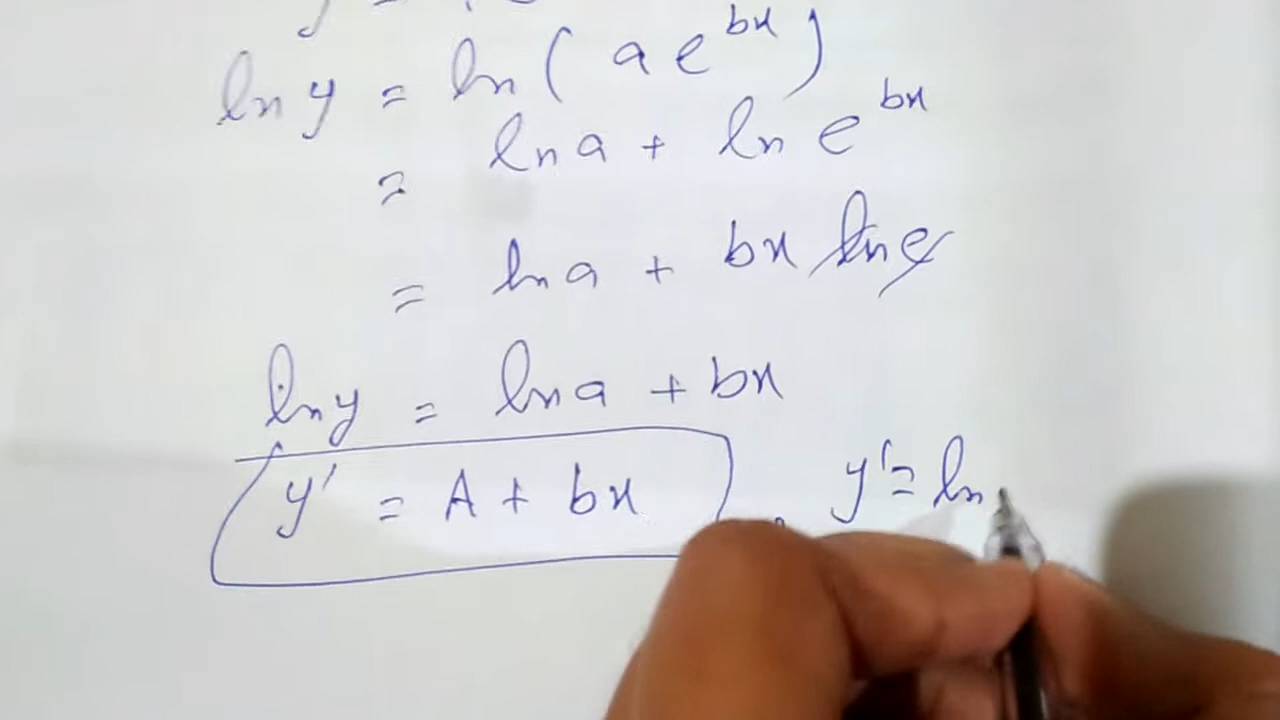 ln y = ln ( a e^bx )
= ln a + ln e^bx
= ln a + bx ln e
ln y = ln a + bx
y' = A + bx , y' = ln